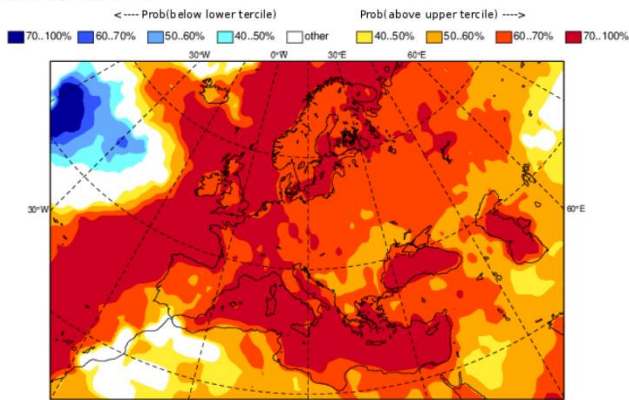 <---- Prob(below lower tercile) Prob(above upper tercile) ---->
70..100% 60..70% 50..60% 40..50% other 40..50% 50..60% 60..70% 70..100%
30°W 0°W 30°E 60°E
30°W 60°E